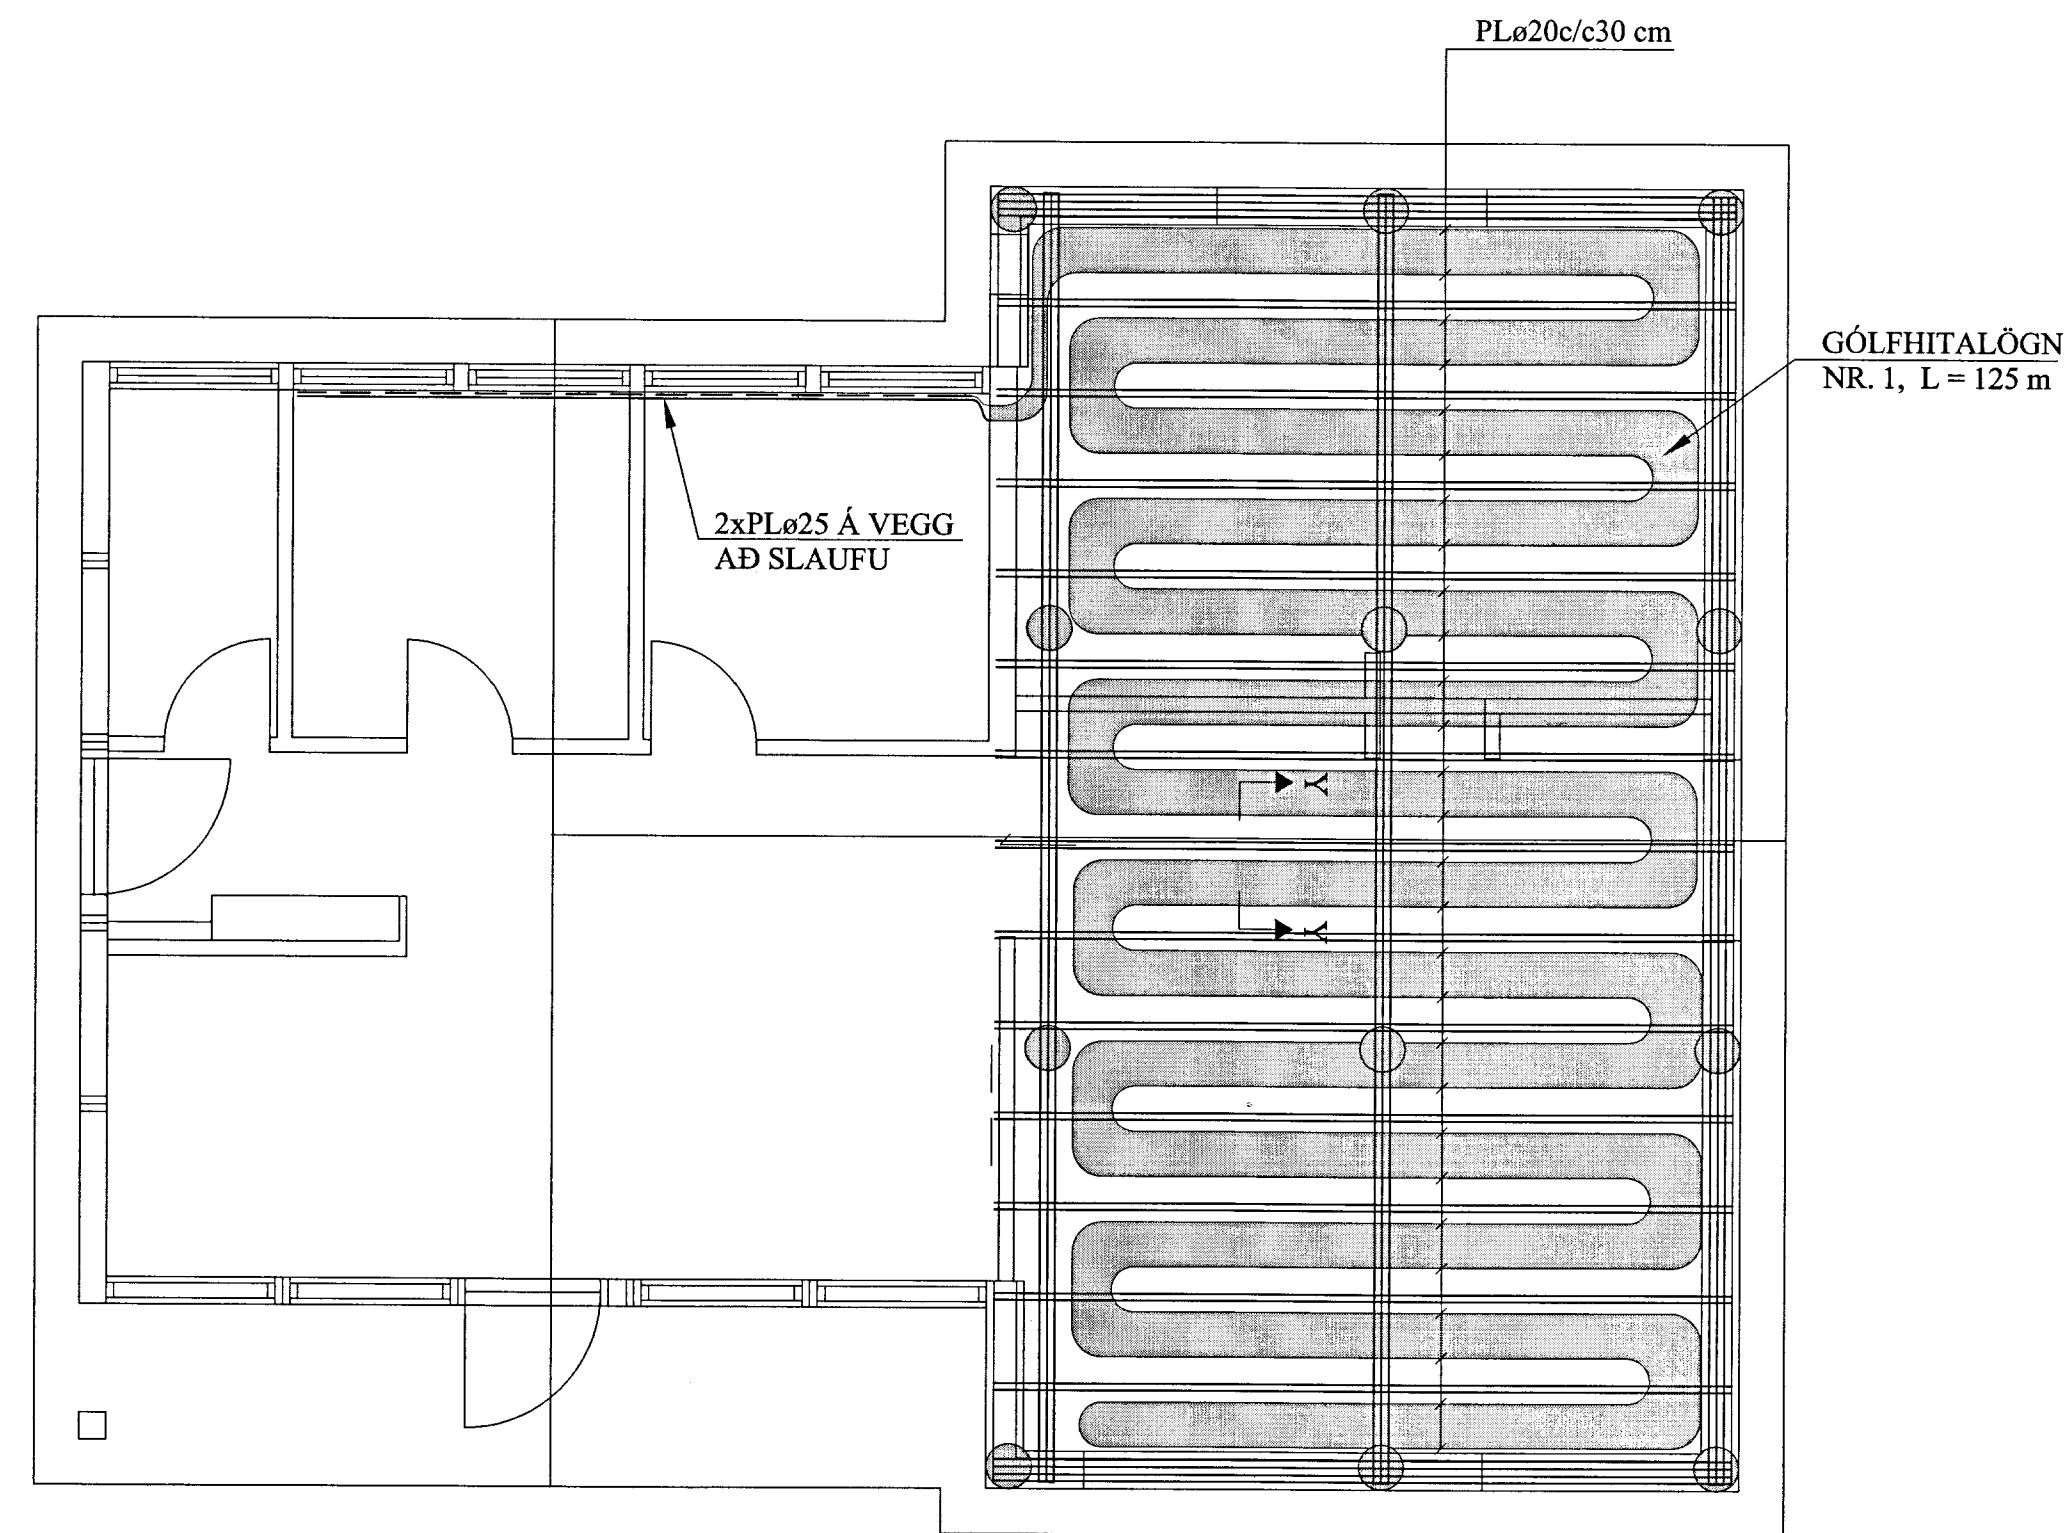 PLø20c/c30 cm
GÓLFHITALÖGN
NR. 1, L = 125 m
2xPLø25 Á VEGG
AÐ SLAUFU
Y
Y